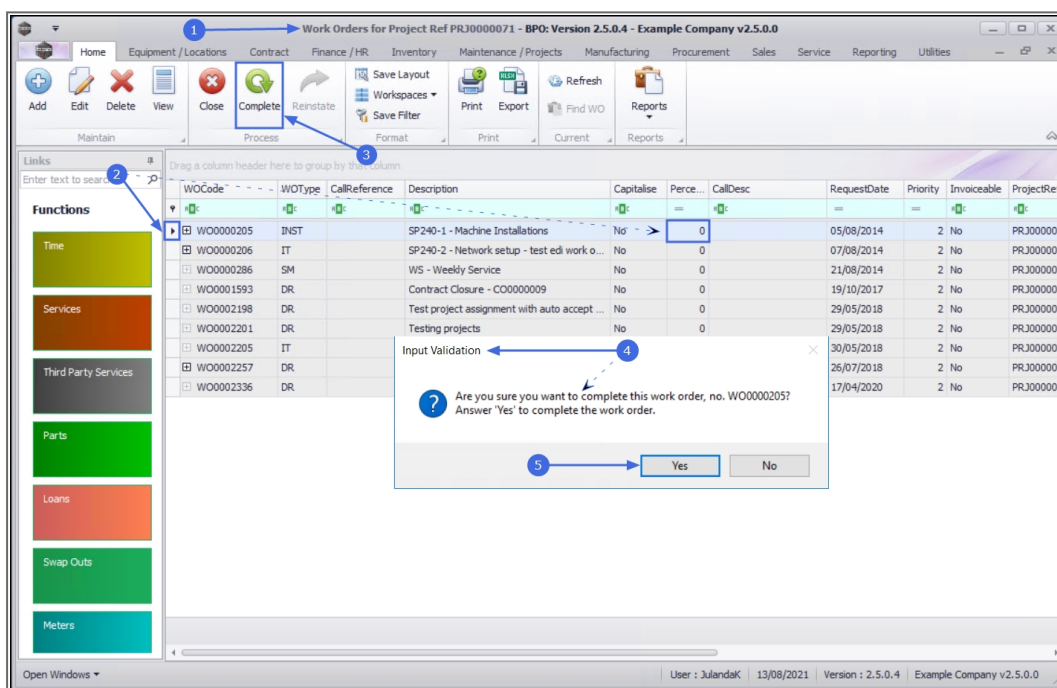 1
Work Orders for Project Ref PRJ0000071 - BPO: Version 2.5.0.4 - Example Company v2.5.0.0
Home Equipment / Locations Contract Finance / HR Inventory Maintenance / Projects Manufacturing Procurement Sales Service Reporting Utilities
Add Edit Delete View Close Complete Reinstate Save Layout Workspaces Save Filter Print Export Refresh Find WO Reports
Maintain Process Format Print Current Reports
3
Links
Drag a column header here to group by that column
2
Enter text to searc
WOCode WOType CallReference Description Capitalise Perce... CallDesc RequestDate Priority Invoiceable ProjectRe
Functions
WO0000205 INST SP240-1 - Machine Installations No 0 05/08/2014 2 No PRJ00000
WO0000206 IT SP240-2 - Network setup - test edi work o... No 0 07/08/2014 2 No PRJ00000
WO0000286 SM WS - Weekly Service No 0 21/08/2014 2 No PRJ00000
WO0001593 DR Contract Closure - CO0000009 No 0 19/10/2017 2 No PRJ00000
WO0002198 DR Test project assignment with auto accept ... No 0 29/05/2018 2 No PRJ00000
WO0002201 DR Testing projects No 0 29/05/2018 2 No PRJ00000
WO0002205 IT 30/05/2018 2 No PRJ00000
WO0002257 DR 26/07/2018 2 No PRJ00000
WO0002336 DR 17/04/2020 2 No PRJ00000
Time
Services
Third Party Services
Parts
Loans
Swap Outs
Meters
Input Validation
4
Are you sure you want to complete this work order, no. WO0000205?
Answer 'Yes' to complete the work order.
5
Yes No
Open Windows User : JulandaK 13/08/2021 Version : 2.5.0.4 Example Company v2.5.0.0